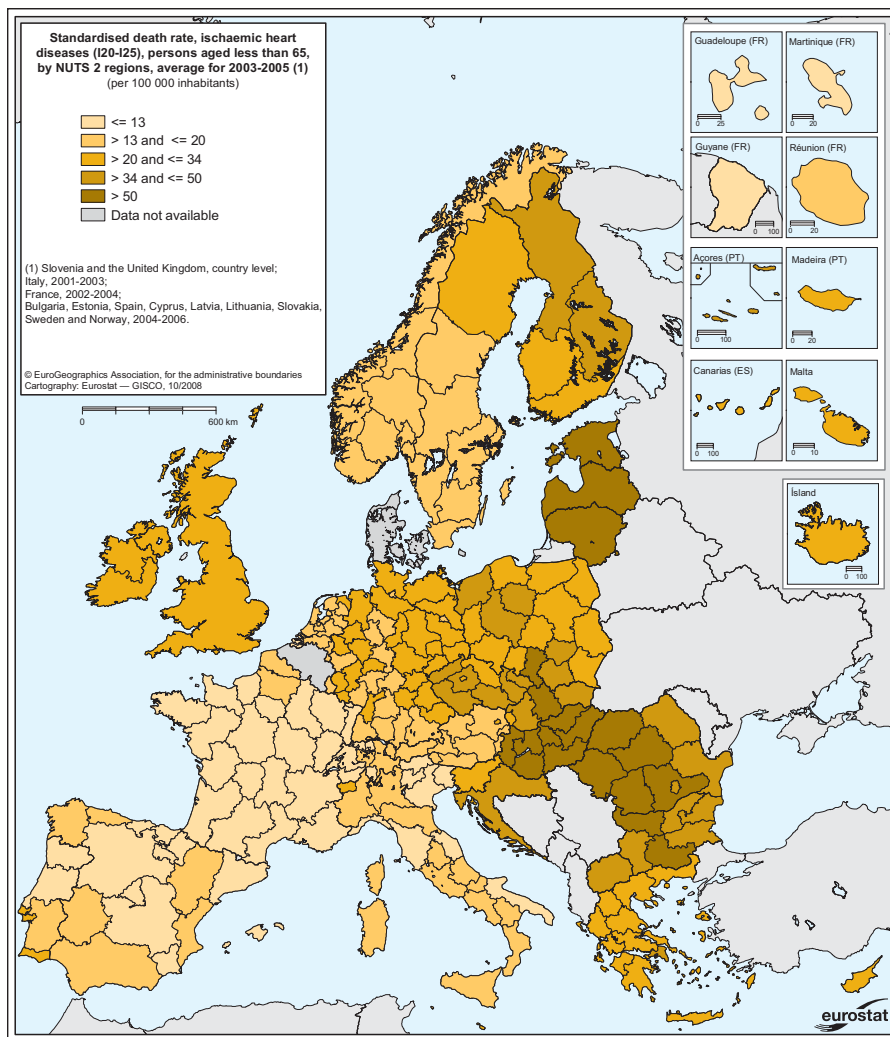 Standardised death rate, ischaemic heart
diseases (I20-I25), persons aged less than 65,
by NUTS 2 regions, average for 2003-2005 (1)
(per 100 000 inhabitants)
<= 13
> 13 and <= 20
> 20 and <= 34
> 34 and <= 50
> 50
Data not available
(1) Slovenia and the United Kingdom, country level;
Italy, 2001-2003;
France, 2002-2004;
Bulgaria, Estonia, Spain, Cyprus, Latvia, Lithuania, Slovakia,
Sweden and Norway, 2004-2006.
© EuroGeographics Association, for the administrative boundaries
Cartography: Eurostat — GISCO, 10/2008
0 600 km
Guadeloupe (FR)
0 25
Martinique (FR)
0 20
Guyane (FR)
0 100
Réunion (FR)
0 20
Açores (PT)
0 100
Madeira (PT)
0 20
Canarias (ES)
0 100
Malta
0 10
Ísland
0 100
eurostat